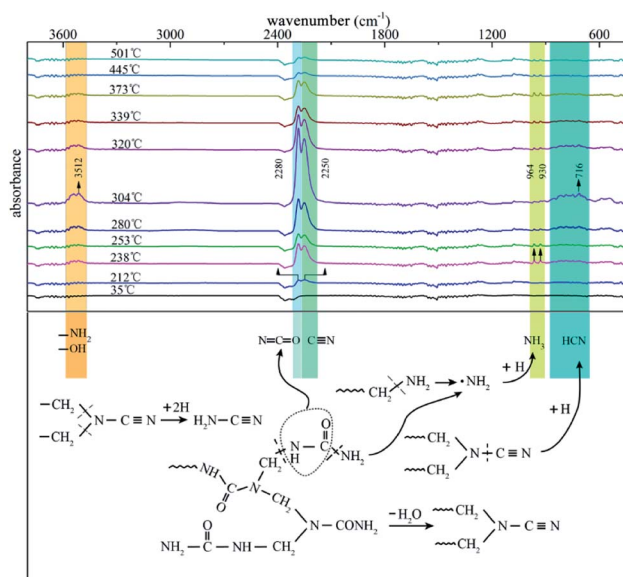 wavenumber (cm⁻¹)
3600 3000 2400 1800 1200 600
absorbance
501℃
445℃
373℃
339℃
320℃
3512 2280 2250 964 930 716
304℃
280℃
253℃
238℃
212℃
35℃
—NH₂
—OH
N=C=O C≡N NH₃ HCN
—CH₂
—CH₂
N — C ≡ N
+2H
H₂N—C≡N
CH₂ NH₂
·NH₂
+ H
+ H
O
N — C
H NH₂
CH₂
NH
C — N
O CH₂
CH₂
CH₂
N — C ≡ N
O
NH₂ — C — NH — CH₂
N — CONH₂
−H₂O
CH₂
CH₂
N — C ≡ N